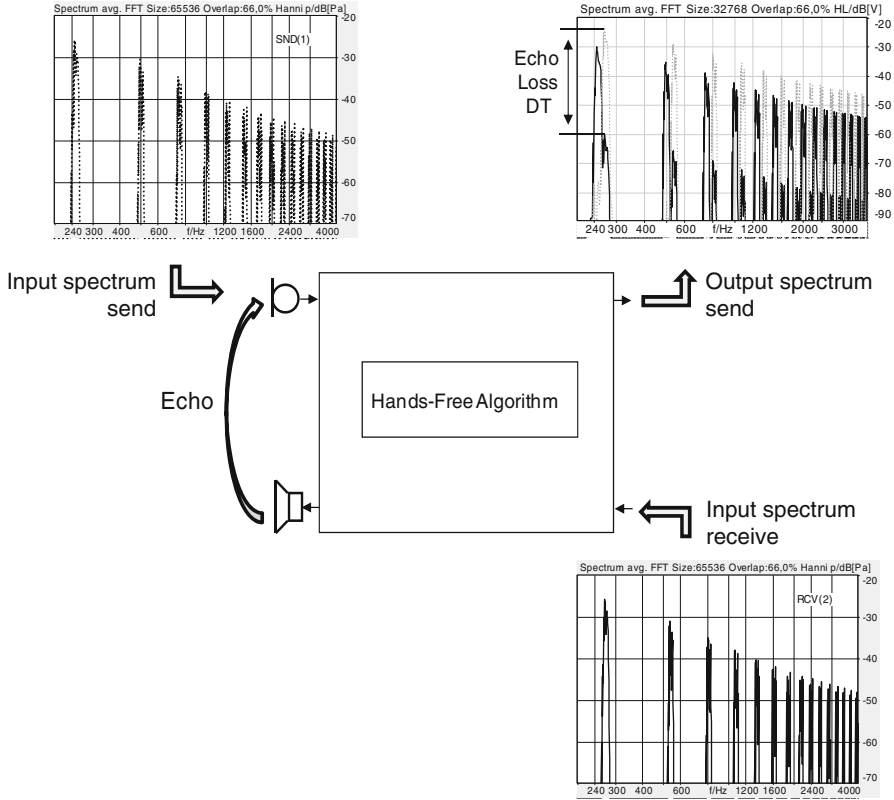 Spectrum avg. FFT Size:65536 Overlap:66,0% Hanni p/dB[Pa]
SND(1)
-20
-30
-40
-50
-60
-70
240 300 400 600 f/Hz 1200 1600 2400 4000
Spectrum avg. FFT Size:32768 Overlap:66,0% HL/dB[V]
Echo
Loss
DT
-20
-30
-40
-50
-60
-70
-80
-90
240 300 400 600 f/Hz 1200 2000 3000
Input spectrum
send
Output spectrum
send
Echo
Hands-Free Algorithm
Input spectrum
receive
Spectrum avg. FFT Size:65536 Overlap:66,0% Hanni p/dB[Pa]
RCV(2)
-20
-30
-40
-50
-60
-70
240 300 400 600 f/Hz 1200 1600 2400 4000